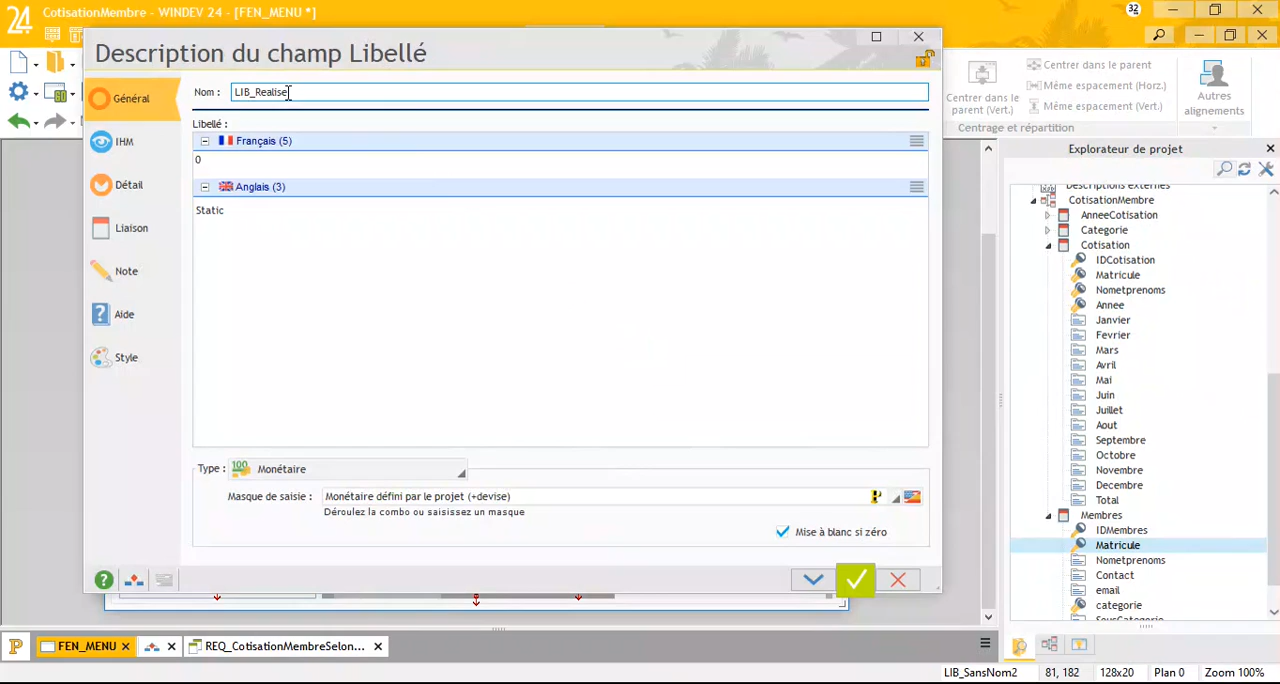 24 CotisationMembre - WINDEV 24 - [FEN_MENU *]
32
Description du champ Libellé
Général
IHM
Détail
Liaison
Note
Aide
Style
Nom : LIB_Realise
Libellé :
Français (5)
0
Anglais (3)
Static
Type : Monétaire
Masque de saisie : Monétaire défini par le projet (+devise)
Déroulez la combo ou saisissez un masque
Mise à blanc si zéro
Centrer dans le
parent (Vert.)
Centrer dans le parent
Même espacement (Horz.)
Même espacement (Vert.)
Autres
alignements
Centrage et répartition
Explorateur de projet
Descriptions externes
CotisationMembre
AnneeCotisation
Categorie
Cotisation
IDCotisation
Matricule
Nometprenoms
Annee
Janvier
Fevrier
Mars
Avril
Mai
Juin
Juillet
Aout
Septembre
Octobre
Novembre
Decembre
Total
Membres
IDMembres
Matricule
Nometprenoms
Contact
email
categorie
SousCategorie
FEN_MENU
REQ_CotisationMembreSelon...
LIB_SansNom2 81, 182 128x20 Plan 0 Zoom 100%